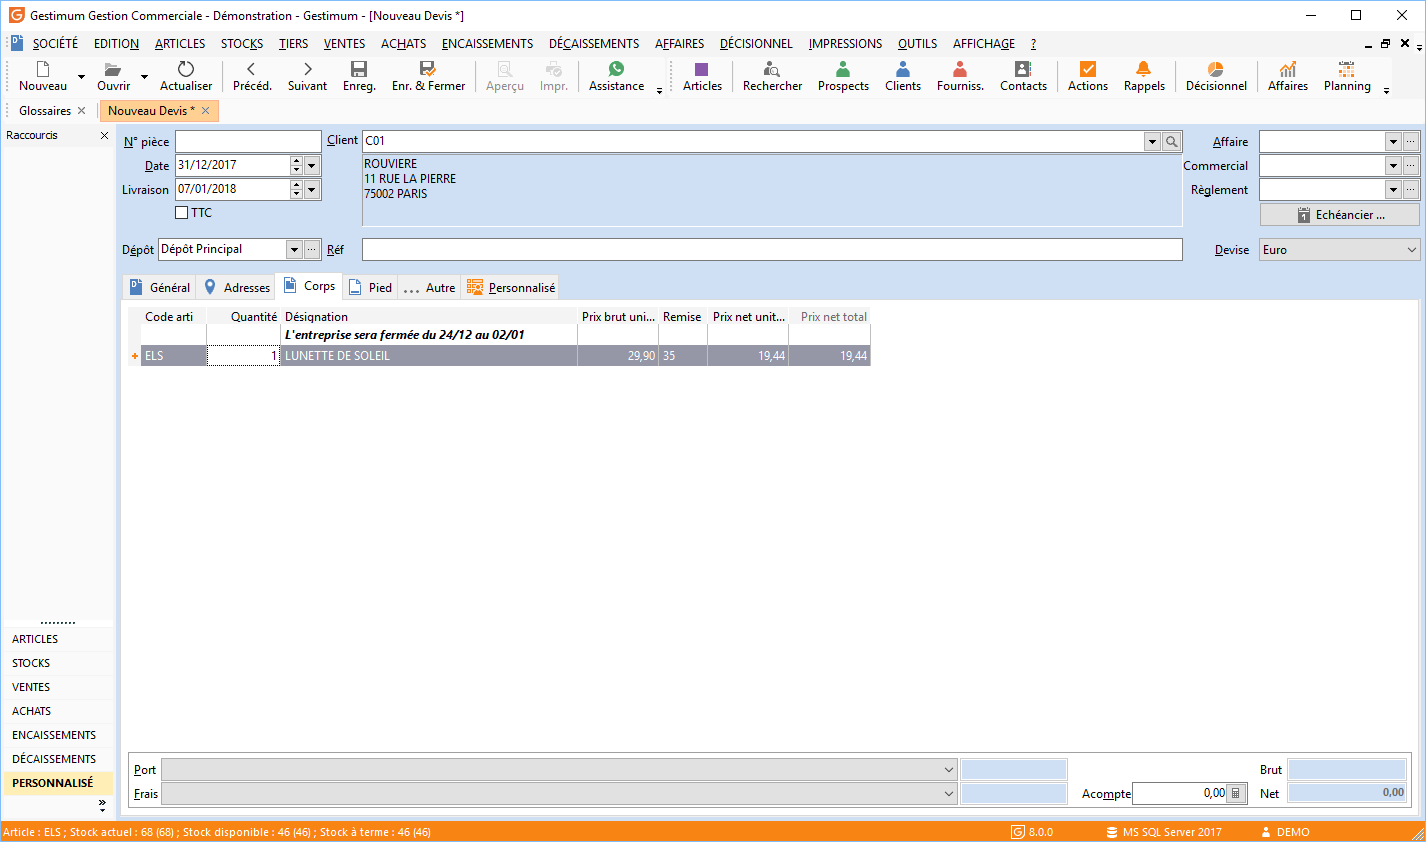 Gestimum Gestion Commerciale - Démonstration - Gestimum - [Nouveau Devis *]
SOCIÉTÉ EDITION ARTICLES STOCKS TIERS VENTES ACHATS ENCAISSEMENTS DÉCAISSEMENTS AFFAIRES DÉCISIONNEL IMPRESSIONS OUTILS AFFICHAGE ?
Nouveau Ouvrir Actualiser Précéd. Suivant Enreg. Enr. & Fermer Aperçu Impr. Assistance Articles Rechercher Prospects Clients Fourniss. Contacts Actions Rappels Décisionnel Affaires Planning
Glossaires Nouveau Devis *
Raccourcis
N° pièce Client C01 Affaire
Date 31/12/2017 ROUVIERE Commercial
11 RUE LA PIERRE
Livraison 07/01/2018 75002 PARIS Règlement
TTC Echéancier ...
Dépôt Dépôt Principal Réf Devise Euro
Général Adresses Corps Pied ... Autre Personnalisé
Code arti Quantité Désignation Prix brut uni... Remise Prix net unit... Prix net total
L'entreprise sera fermée du 24/12 au 02/01
ELS 1 LUNETTE DE SOLEIL 29,90 35 19,44 19,44
ARTICLES
STOCKS
VENTES
ACHATS
ENCAISSEMENTS
DÉCAISSEMENTS
PERSONNALISÉ
Port Brut
Frais Acompte 0,00 Net 0,00
Article : ELS ; Stock actuel : 68 (68) ; Stock disponible : 46 (46) ; Stock à terme : 46 (46) 8.0.0 MS SQL Server 2017 DEMO